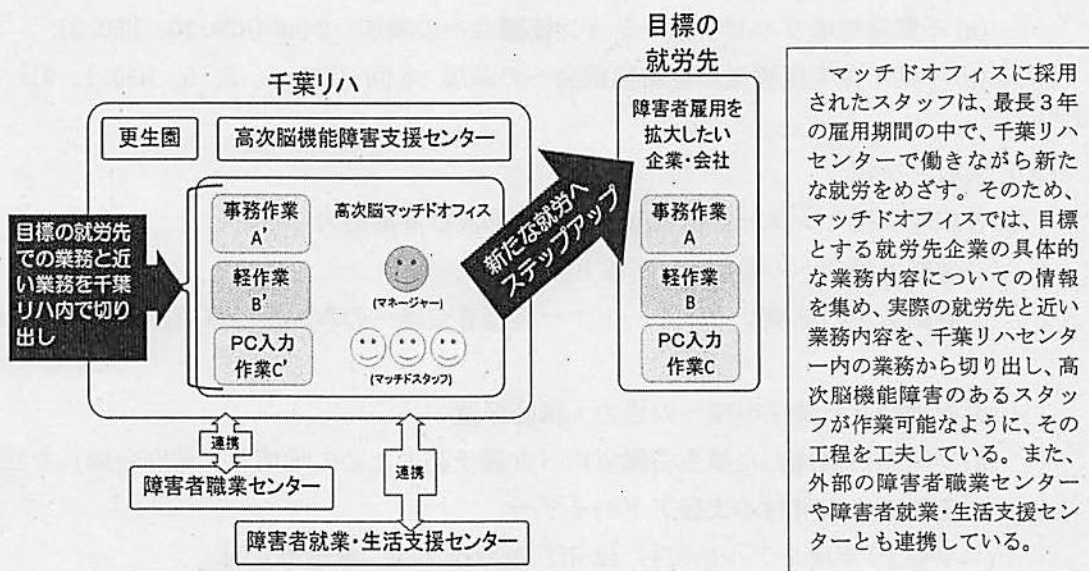 千葉リハ
更生園
高次脳機能障害支援センター
目標の就労先
での業務と近
い業務を千葉
リハ内で切り
出し
事務作業
A'
軽作業
B'
PC入力
作業C'
高次脳マッチドオフィス
(マネージャー)
(マッチドスタッフ)
新たな就労へ
ステップアップ
目標の
就労先
障害者雇用を
拡大したい
企業・会社
事務作業
A
軽作業
B
PC入力
作業C
連携
障害者職業センター
連携
障害者就業・生活支援センター
マッチドオフィスに採用
されたスタッフは、最長3年
の雇用期間の中で、千葉リハ
センターで働きながら新た
な就労をめざす。そのため、
マッチドオフィスでは、目標
とする就労先企業の具体的
な業務内容についての情報
を集め、実際の就労先と近い
業務内容を、千葉リハセンタ
ー内の業務から切り出し、高
次脳機能障害のあるスタッ
フが作業可能なように、その
工程を工夫している。また、
外部の障害者職業センター
や障害者就業・生活支援セン
ターとも連携している。